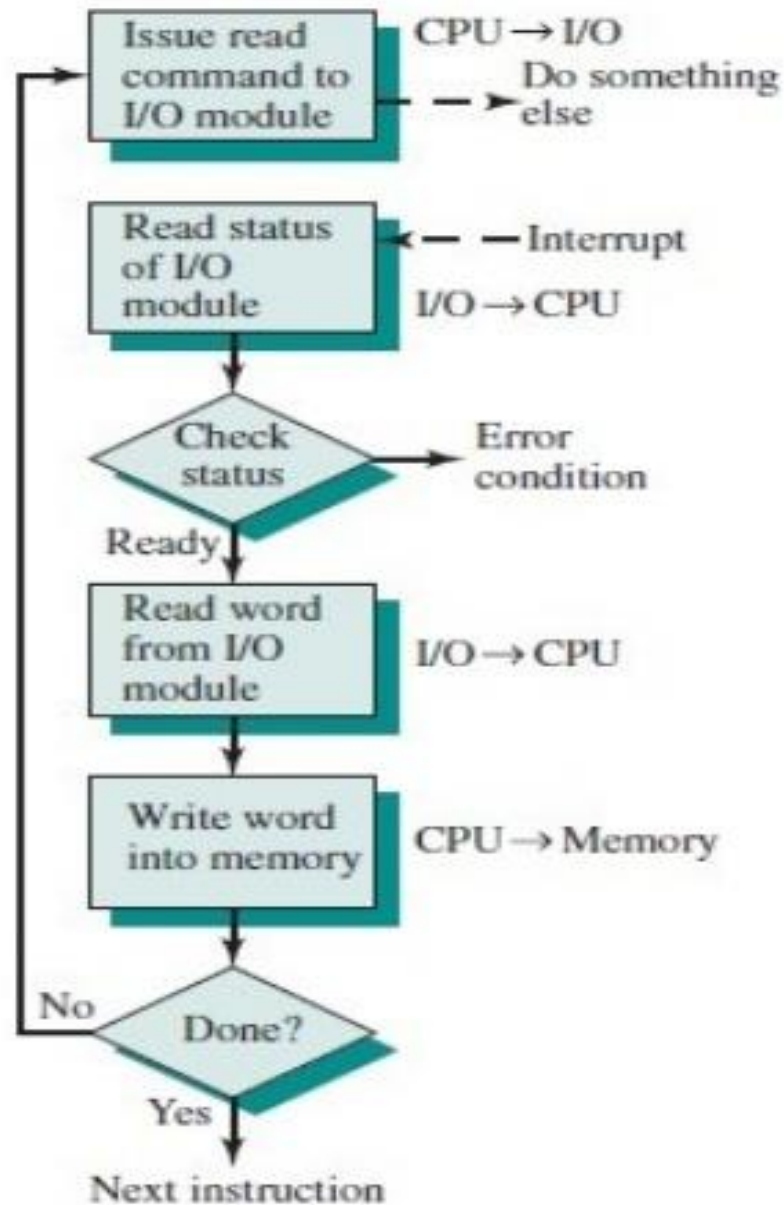 Issue read
command to
I/O module
CPU → I/O
Do something
else
Read status
of I/O
module
Interrupt
I/O → CPU
Check
status
Error
condition
Ready
Read word
from I/O
module
I/O → CPU
Write word
into memory
CPU → Memory
No
Done?
Yes
Next instruction